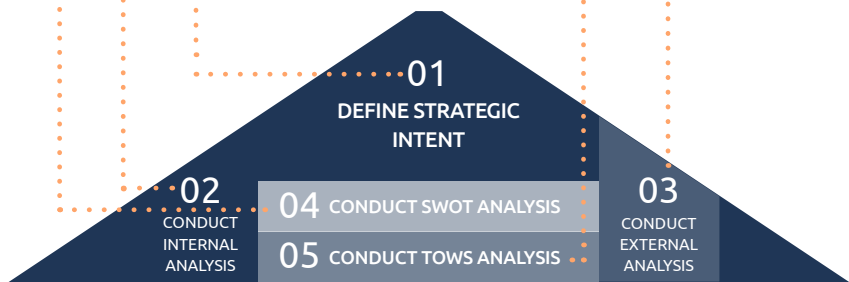 01
DEFINE STRATEGIC
INTENT
02
CONDUCT
INTERNAL
ANALYSIS
04 CONDUCT SWOT ANALYSIS
05 CONDUCT TOWS ANALYSIS
03
CONDUCT
EXTERNAL
ANALYSIS